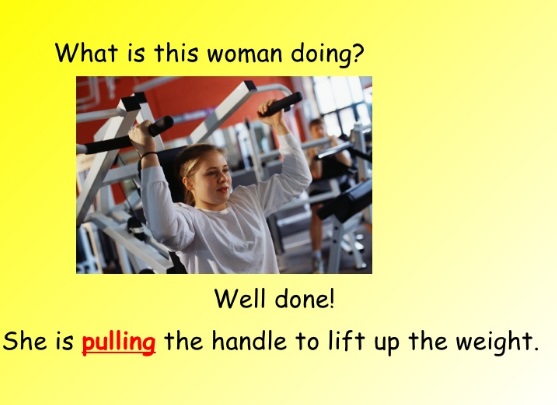 What is this woman doing?
Well done!
She is pulling the handle to lift up the weight.